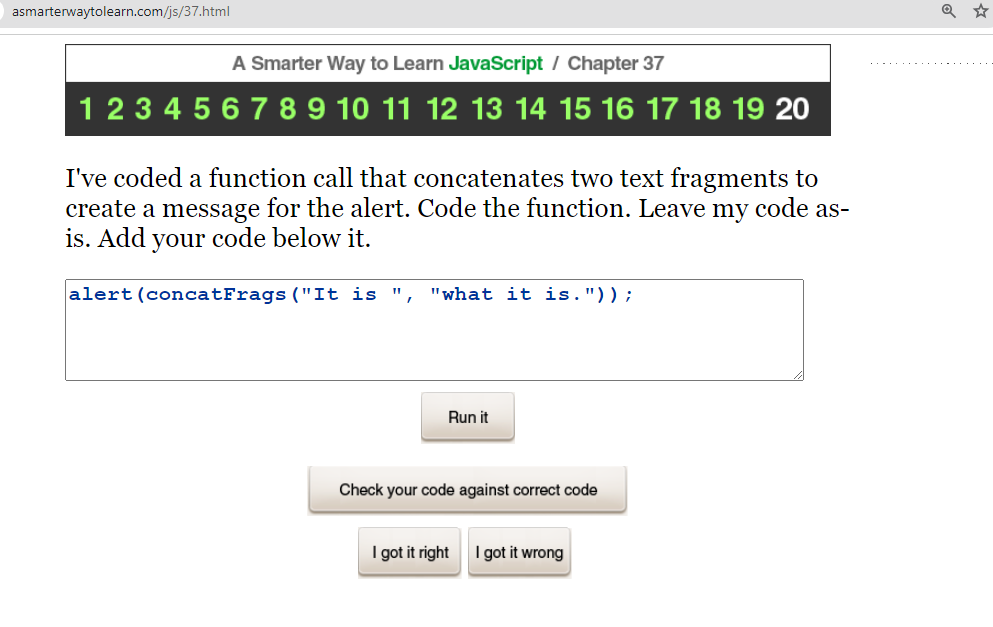 asmarterwaytolearn.com/js/37.html
A Smarter Way to Learn JavaScript / Chapter 37
1 2 3 4 5 6 7 8 9 10 11 12 13 14 15 16 17 18 19 20
I've coded a function call that concatenates two text fragments to
create a message for the alert. Code the function. Leave my code as-
is. Add your code below it.
alert(concatFrags("It is ", "what it is."));
Run it
Check your code against correct code
I got it right I got it wrong